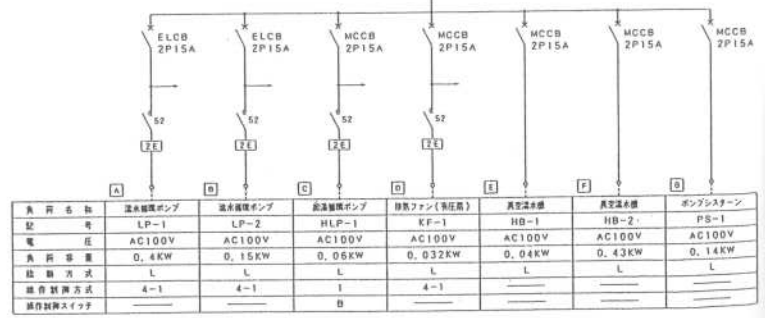 ELCB ELCB MCCB MCCB MCCB MCCB MCCB
2P15A 2P15A 2P15A 2P15A 2P15A 2P15A 2P15A
52 52 52 52
2E 2E 2E 2E
A B C D E F G
負荷名称 温水循環ポンプ 温水循環ポンプ 給湯循環ポンプ 排気ファン(有圧扇) 真空温水機 真空温水機 ポンプシスターン
記号 LP-1 LP-2 HLP-1 KF-1 HB-1 HB-2 PS-1
電圧 AC100V AC100V AC100V AC100V AC100V AC100V AC100V
負荷容量 0.4KW 0.15KW 0.06KW 0.032KW 0.04KW 0.43KW 0.14KW
始動方式 L L L L L L L
操作制御方式 4-1 4-1 1 4-1
操作制御スイッチ B